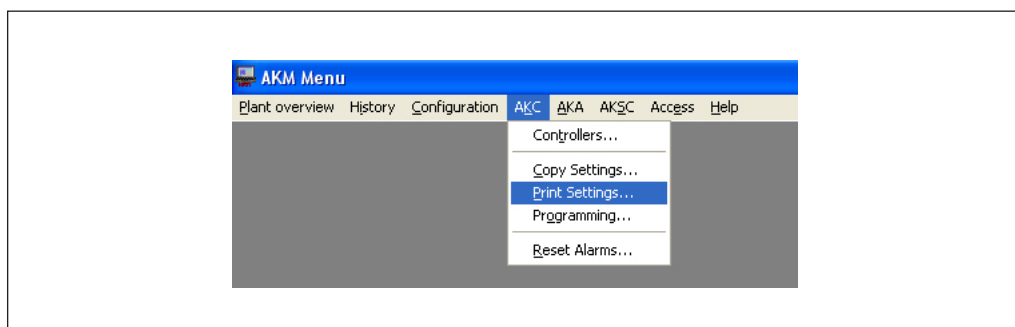 AKM Menu
Plant overview History Configuration AKC AKA AKSC Access Help
Controllers...
Copy Settings...
Print Settings...
Programming...
Reset Alarms...